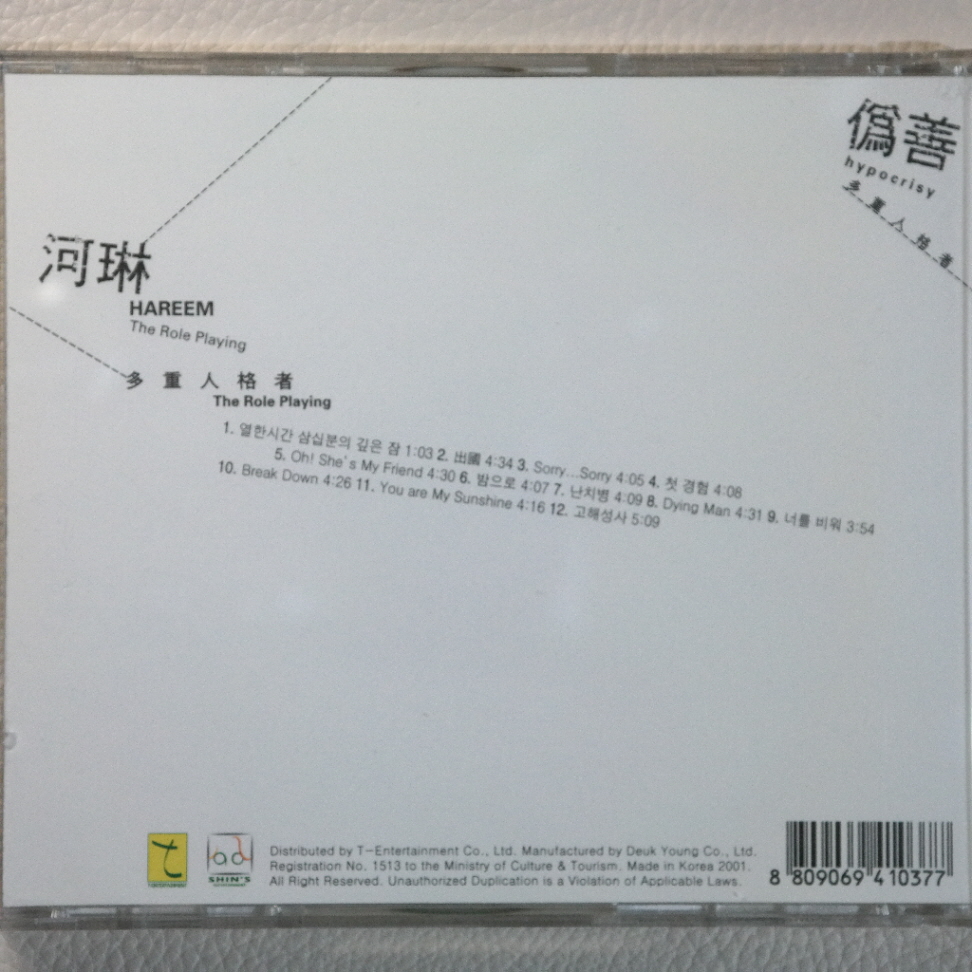 僞善
hypocrisy
多重人格者
河琳
HAREEM
The Role Playing
多重人格者
The Role Playing
1. 열한시간 삼십분의 깊은 잠 1:03 2. 出國 4:34 3. Sorry...Sorry 4:05 4. 첫 경험 4:08
5. Oh! She's My Friend 4:30 6. 밤으로 4:07 7. 난치병 4:09 8. Dying Man 4:31 9. 너를 비워 3:54
10. Break Down 4:26 11. You are My Sunshine 4:16 12. 고해성사 5:09
Distributed by T-Entertainment Co., Ltd. Manufactured by Deuk Young Co., Ltd.
Registration No. 1513 to the Ministry of Culture & Tourism. Made in Korea 2001.
All Right Reserved. Unauthorized Duplication is a Violation of Applicable Laws.
t
T-ENTERTAINMENT
SHIN'S
8 809069 410377